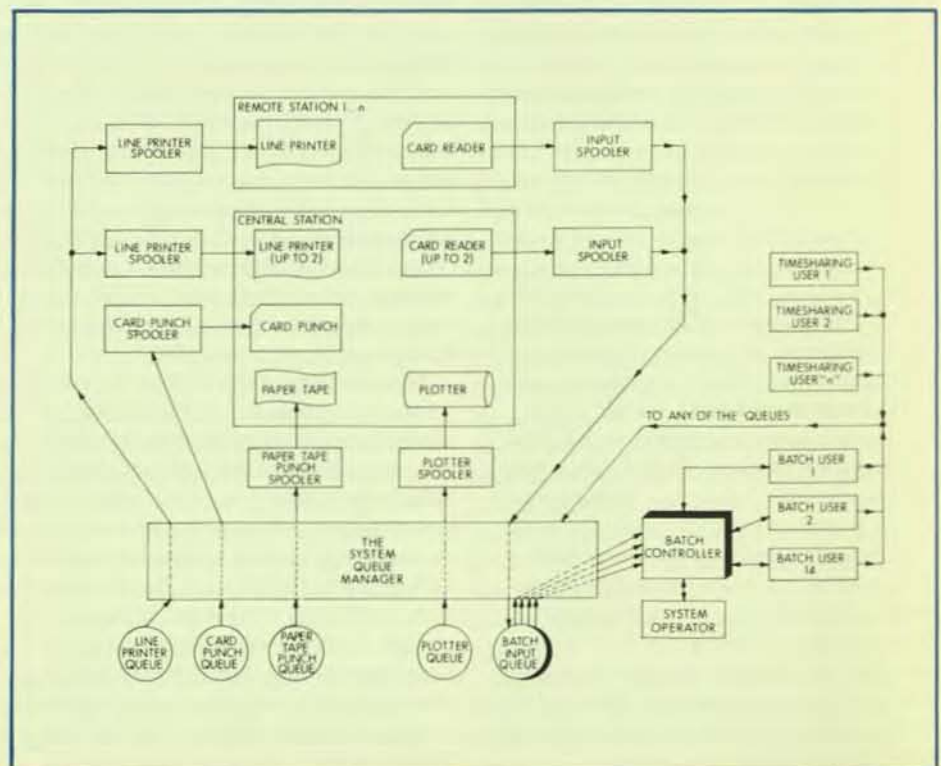 REMOTE STATION 1...n
LINE PRINTER
SPOOLER
LINE PRINTER
CARD READER
INPUT
SPOOLER
CENTRAL STATION
LINE PRINTER
SPOOLER
LINE PRINTER
(UP TO 2)
CARD READER
(UP TO 2)
INPUT
SPOOLER
CARD PUNCH
SPOOLER
CARD PUNCH
PAPER TAPE
PLOTTER
PAPER TAPE
PUNCH
SPOOLER
PLOTTER
SPOOLER
TIMESHARING
USER 1
TIMESHARING
USER 2
TIMESHARING
USER "n"
TO ANY OF THE QUEUES
BATCH USER
1
BATCH USER
2
BATCH USER
14
THE
SYSTEM
QUEUE
MANAGER
BATCH
CONTROLLER
SYSTEM
OPERATOR
LINE
PRINTER
QUEUE
CARD
PUNCH
QUEUE
PAPER
TAPE
PUNCH
QUEUE
PLOTTER
QUEUE
BATCH
INPUT
QUEUE